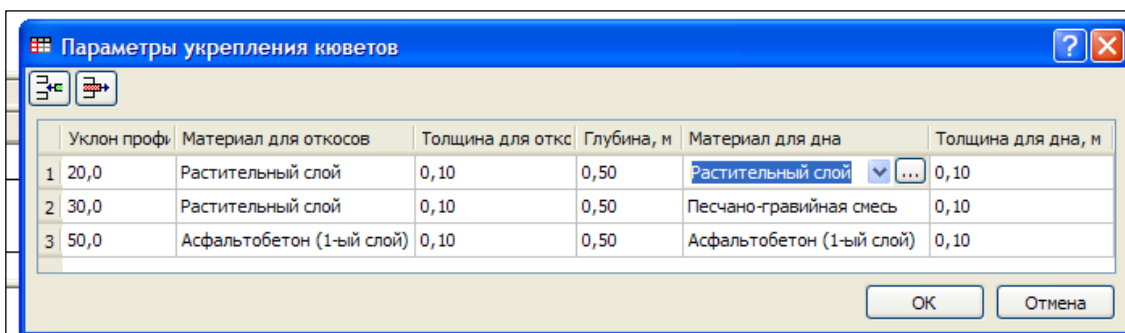 Параметры укрепления кюветов
Уклон профи Материал для откосов Толщина для откс Глубина, м Материал для дна Толщина для дна, м
1 20,0 Растительный слой 0,10 0,50 Растительный слой ... 0,10
2 30,0 Растительный слой 0,10 0,50 Песчано-гравийная смесь 0,10
3 50,0 Асфальтобетон (1-ый слой) 0,10 0,50 Асфальтобетон (1-ый слой) 0,10
OK Отмена